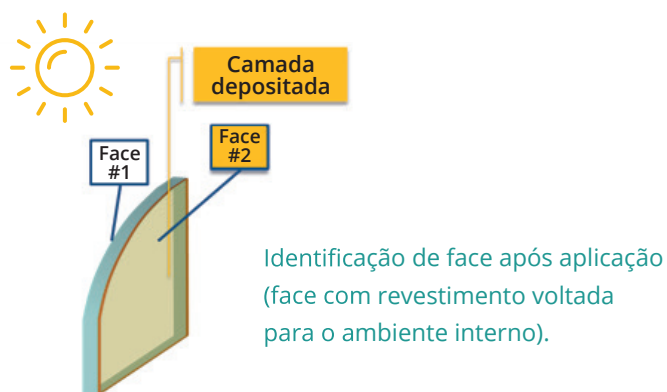 Camada
depositada
Face
#2
Face
#1
Identificação de face após aplicação
(face com revestimento voltada
para o ambiente interno).